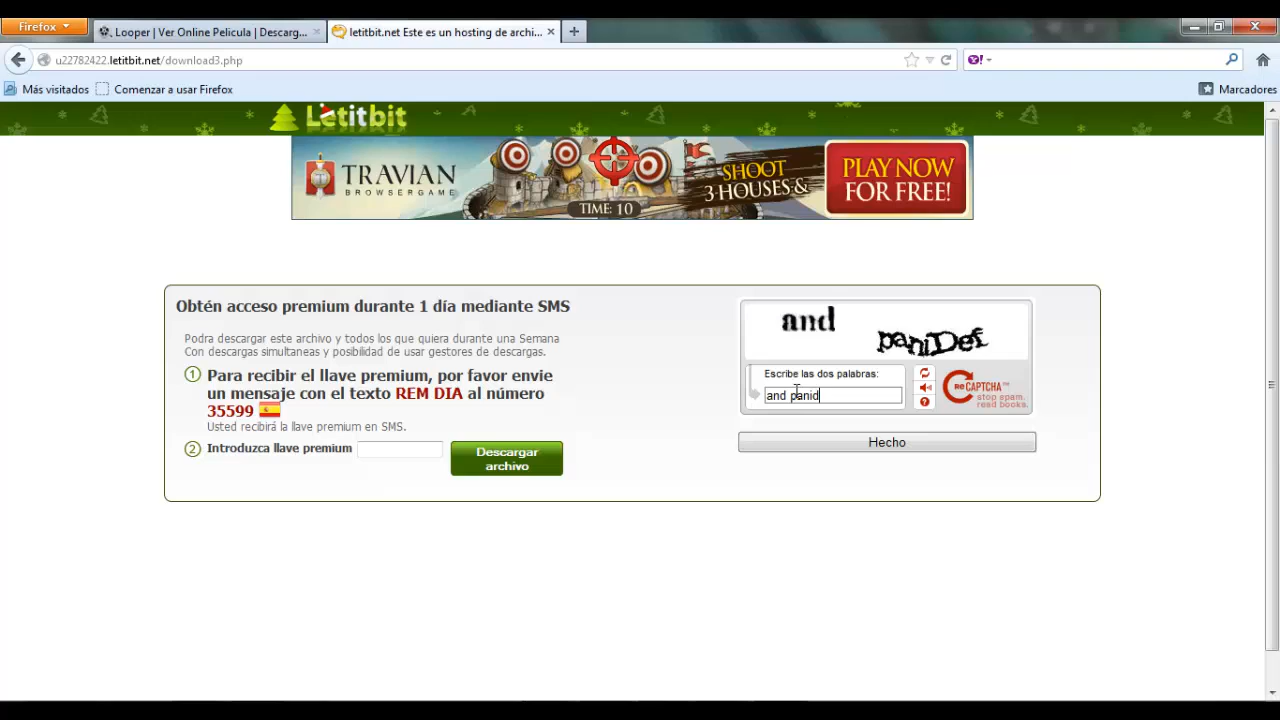 Firefox
Looper | Ver Online Pelicula | Descarg...
letitbit.net Este es un hosting de archi...
u22782422.letitbit.net/download3.php
Más visitados
Comenzar a usar Firefox
Marcadores
Letitbit
TRAVIAN
BROWSERGAME
TIME: 10
SHOOT
3 HOUSES &
PLAY NOW
FOR FREE!
Obtén acceso premium durante 1 día mediante SMS
Podra descargar este archivo y todos los que quiera durante una Semana
Con descargas simultaneas y posibilidad de usar gestores de descargas.
1 Para recibir el llave premium, por favor envie
un mensaje con el texto REM DIA al número
35599
Usted recibirá la llave premium en SMS.
2 Introduzca llave premium
Descargar
archivo
and
paniDef
Escribe las dos palabras:
and panid
reCAPTCHA™
stop spam.
read books.
Hecho